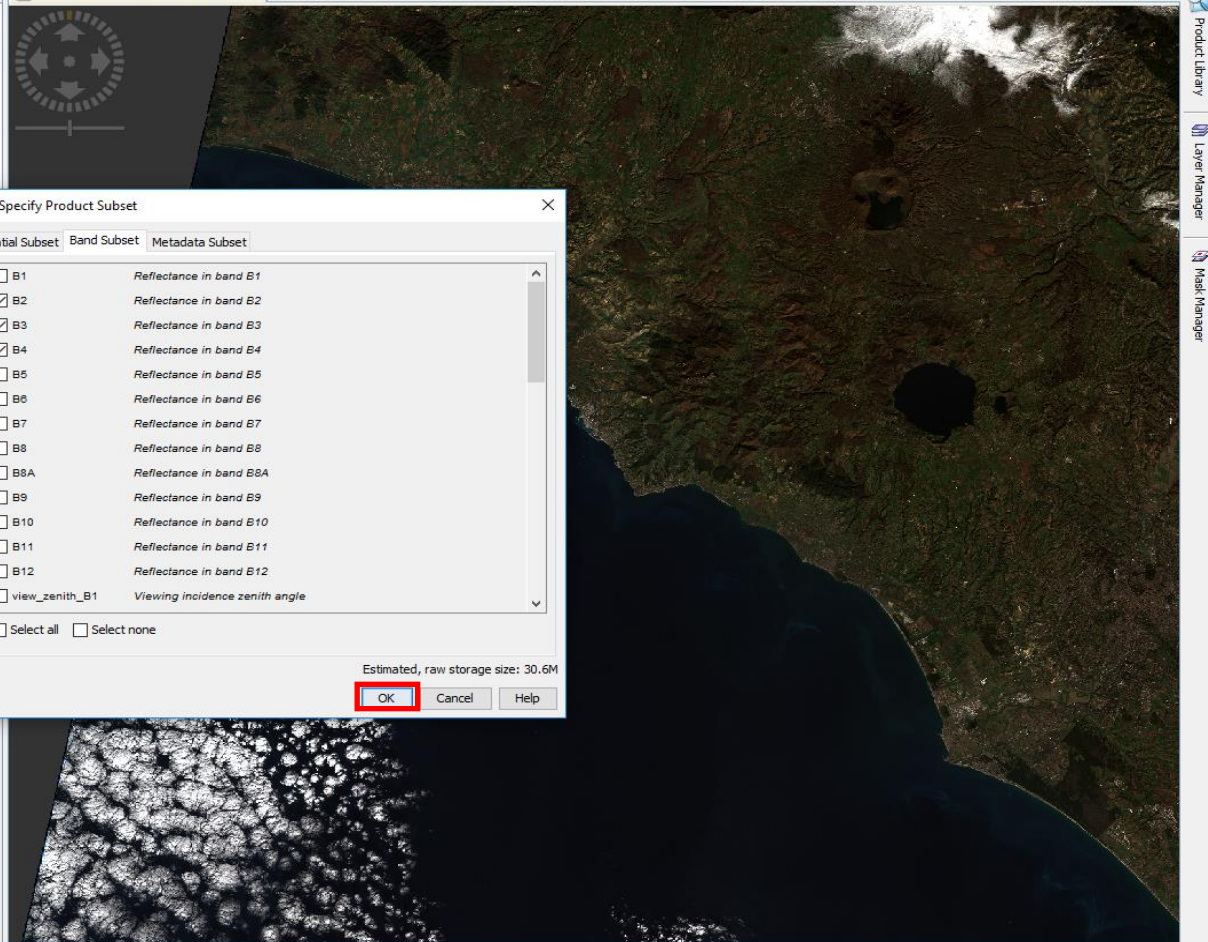 Specify Product Subset
tial Subset Band Subset Metadata Subset
B1 Reflectance in band B1
B2 Reflectance in band B2
B3 Reflectance in band B3
B4 Reflectance in band B4
B5 Reflectance in band B5
B6 Reflectance in band B6
B7 Reflectance in band B7
B8 Reflectance in band B8
B8A Reflectance in band B8A
B9 Reflectance in band B9
B10 Reflectance in band B10
B11 Reflectance in band B11
B12 Reflectance in band B12
view_zenith_B1 Viewing incidence zenith angle
Select all Select none
Estimated, raw storage size: 30.6M
OK Cancel Help
Product Library
Layer Manager
Mask Manager